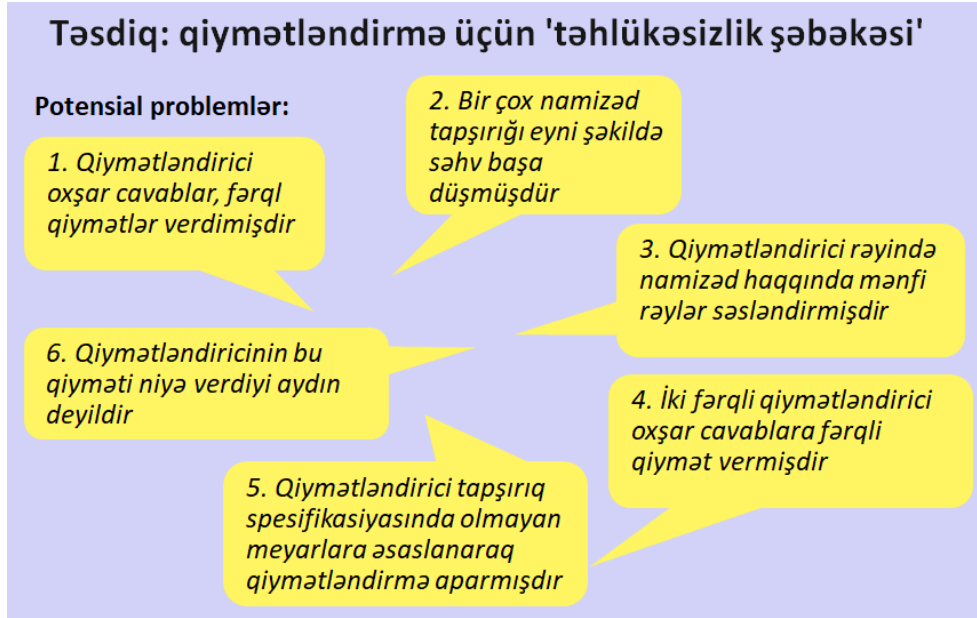 Təsdiq: qiymətləndirmə üçün 'təhlükəsizlik şəbəkəsi'
Potensial problemlər:
1. Qiymətləndirici
oxşar cavablar, fərql
qiymətlər verdimişdir
2. Bir çox namizəd
tapşırığı eyni şəkildə
səhv başa
düşmüşdür
3. Qiymətləndirici rəyində
namizəd haqqında mənfi
rəylər səsləndirmişdir
4. İki fərqli qiymətləndirici
oxşar cavablara fərqli
qiymət vermişdir
5. Qiymətləndirici tapşırıq
spesifikasiyasında olmayan
meyarlara əsaslanaraq
qiymətləndirmə aparmışdır
6. Qiymətləndiricinin bu
qiyməti niyə verdiyi aydın
deyildir